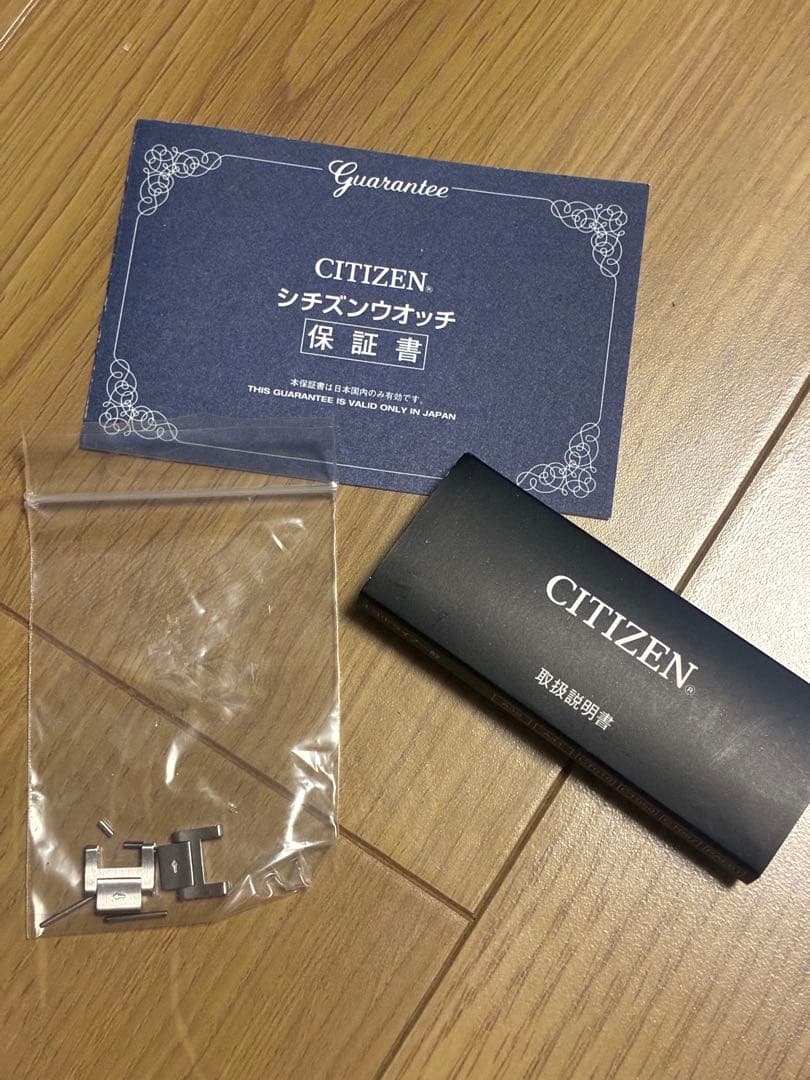 Guarantee
CITIZEN®
シチズンウオッチ
保証書
本保証書は日本国内のみ有効です。
THIS GUARANTEE IS VALID ONLY IN JAPAN
CITIZEN®
取扱説明書